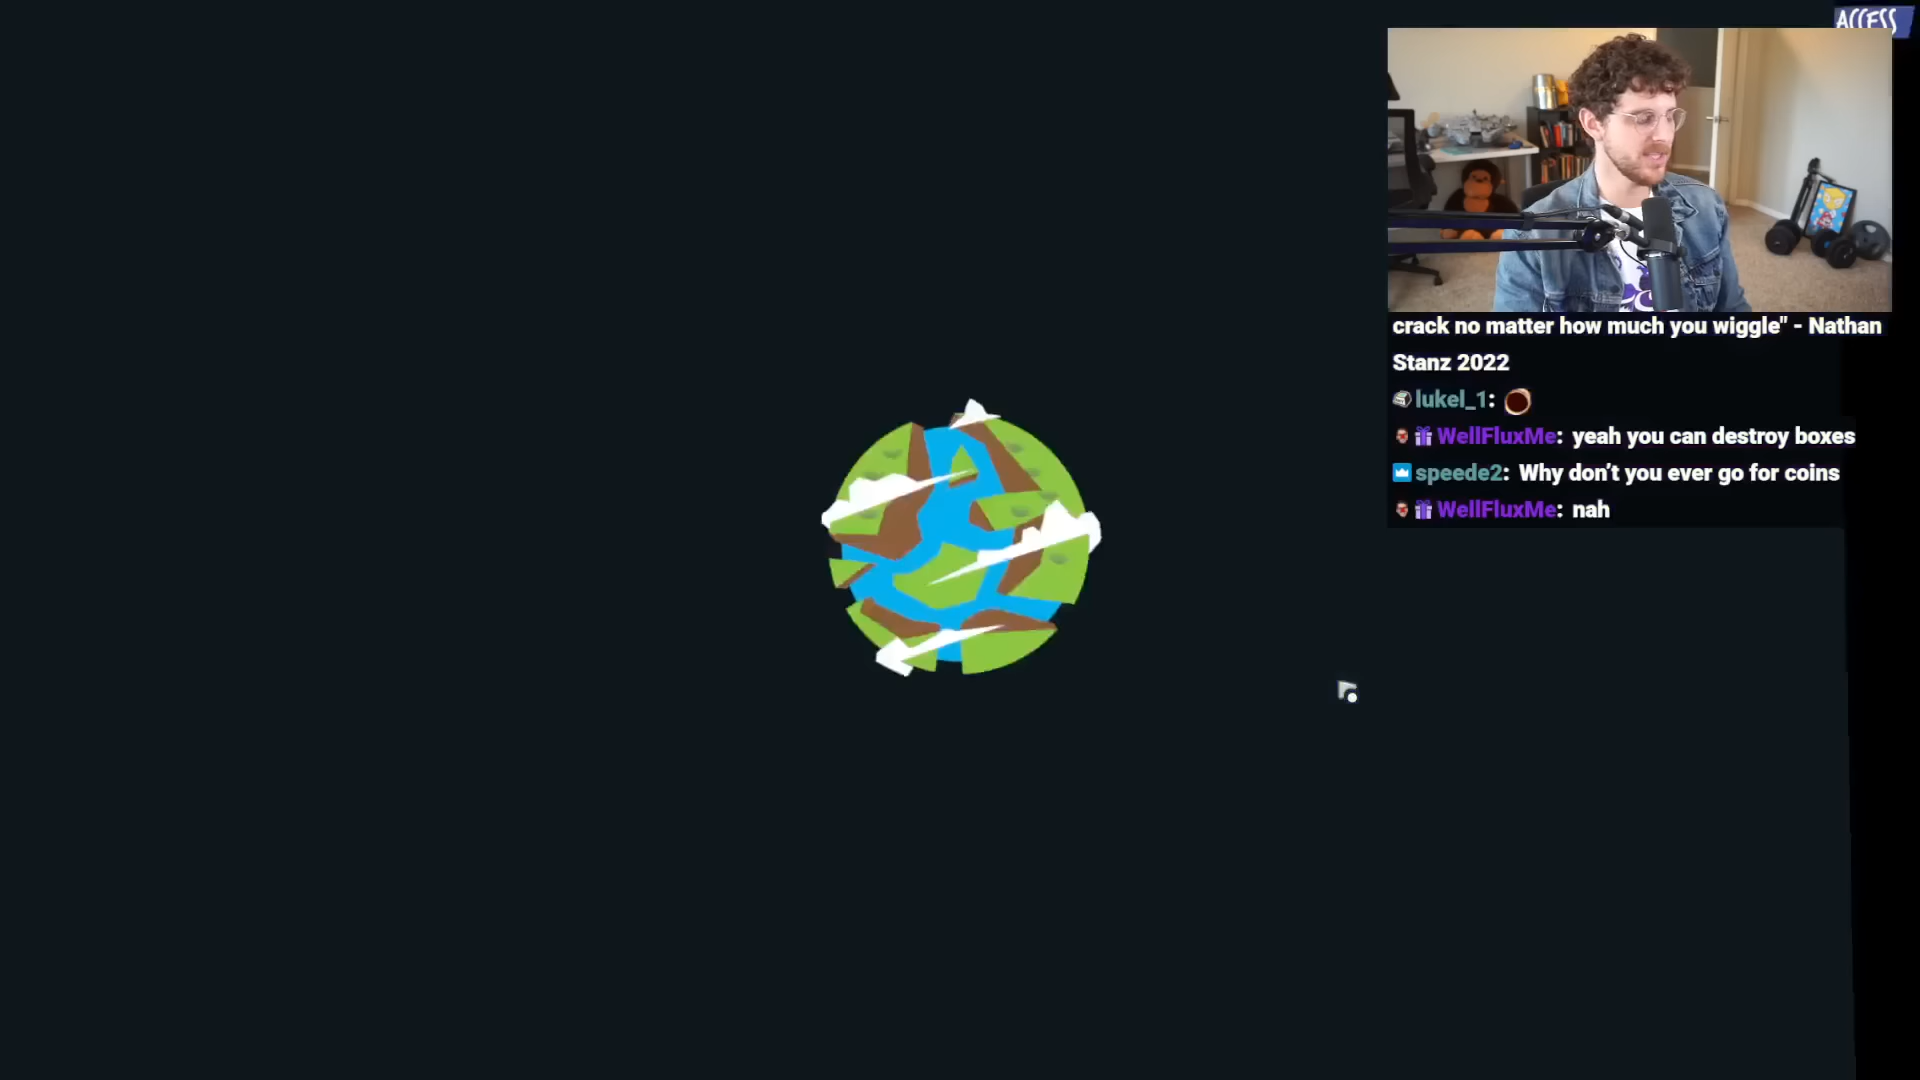 ACCESS
crack no matter how much you wiggle" - Nathan
Stanz 2022
lukel_1:
WellFluxMe: yeah you can destroy boxes
speede2: Why don’t you ever go for coins
WellFluxMe: nah